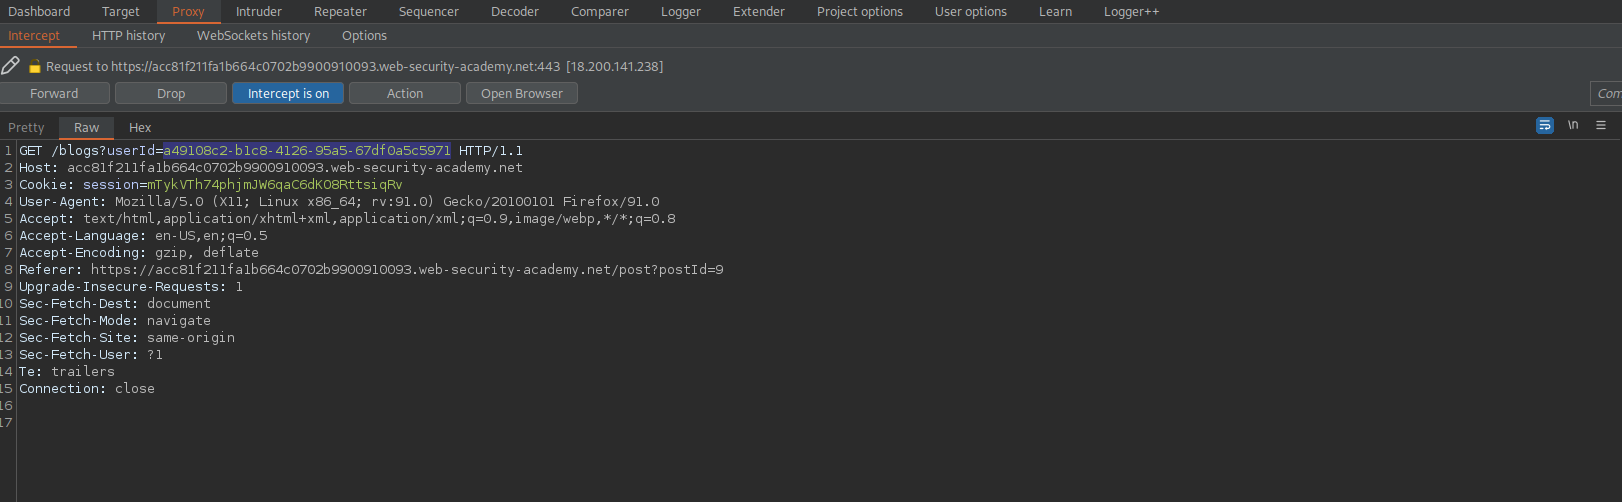 Dashboard Target Proxy Intruder Repeater Sequencer Decoder Comparer Logger Extender Project options User options Learn Logger++
Intercept HTTP history WebSockets history Options
Request to https://acc81f211fa1b664c0702b9900910093.web-security-academy.net:443 [18.200.141.238]
Forward Drop Intercept is on Action Open Browser Com
Pretty Raw Hex \n
1 GET /blogs?userId=a49108c2-b1c8-4126-95a5-67df0a5c5971 HTTP/1.1
2 Host: acc81f211fa1b664c0702b9900910093.web-security-academy.net
3 Cookie: session=mTykVTh74phjmJW6qaC6dKO8RttsiqRv
4 User-Agent: Mozilla/5.0 (X11; Linux x86_64; rv:91.0) Gecko/20100101 Firefox/91.0
5 Accept: text/html,application/xhtml+xml,application/xml;q=0.9,image/webp,*/*;q=0.8
6 Accept-Language: en-US,en;q=0.5
7 Accept-Encoding: gzip, deflate
8 Referer: https://acc81f211fa1b664c0702b9900910093.web-security-academy.net/post?postId=9
9 Upgrade-Insecure-Requests: 1
10 Sec-Fetch-Dest: document
11 Sec-Fetch-Mode: navigate
12 Sec-Fetch-Site: same-origin
13 Sec-Fetch-User: ?1
14 Te: trailers
15 Connection: close
16
17